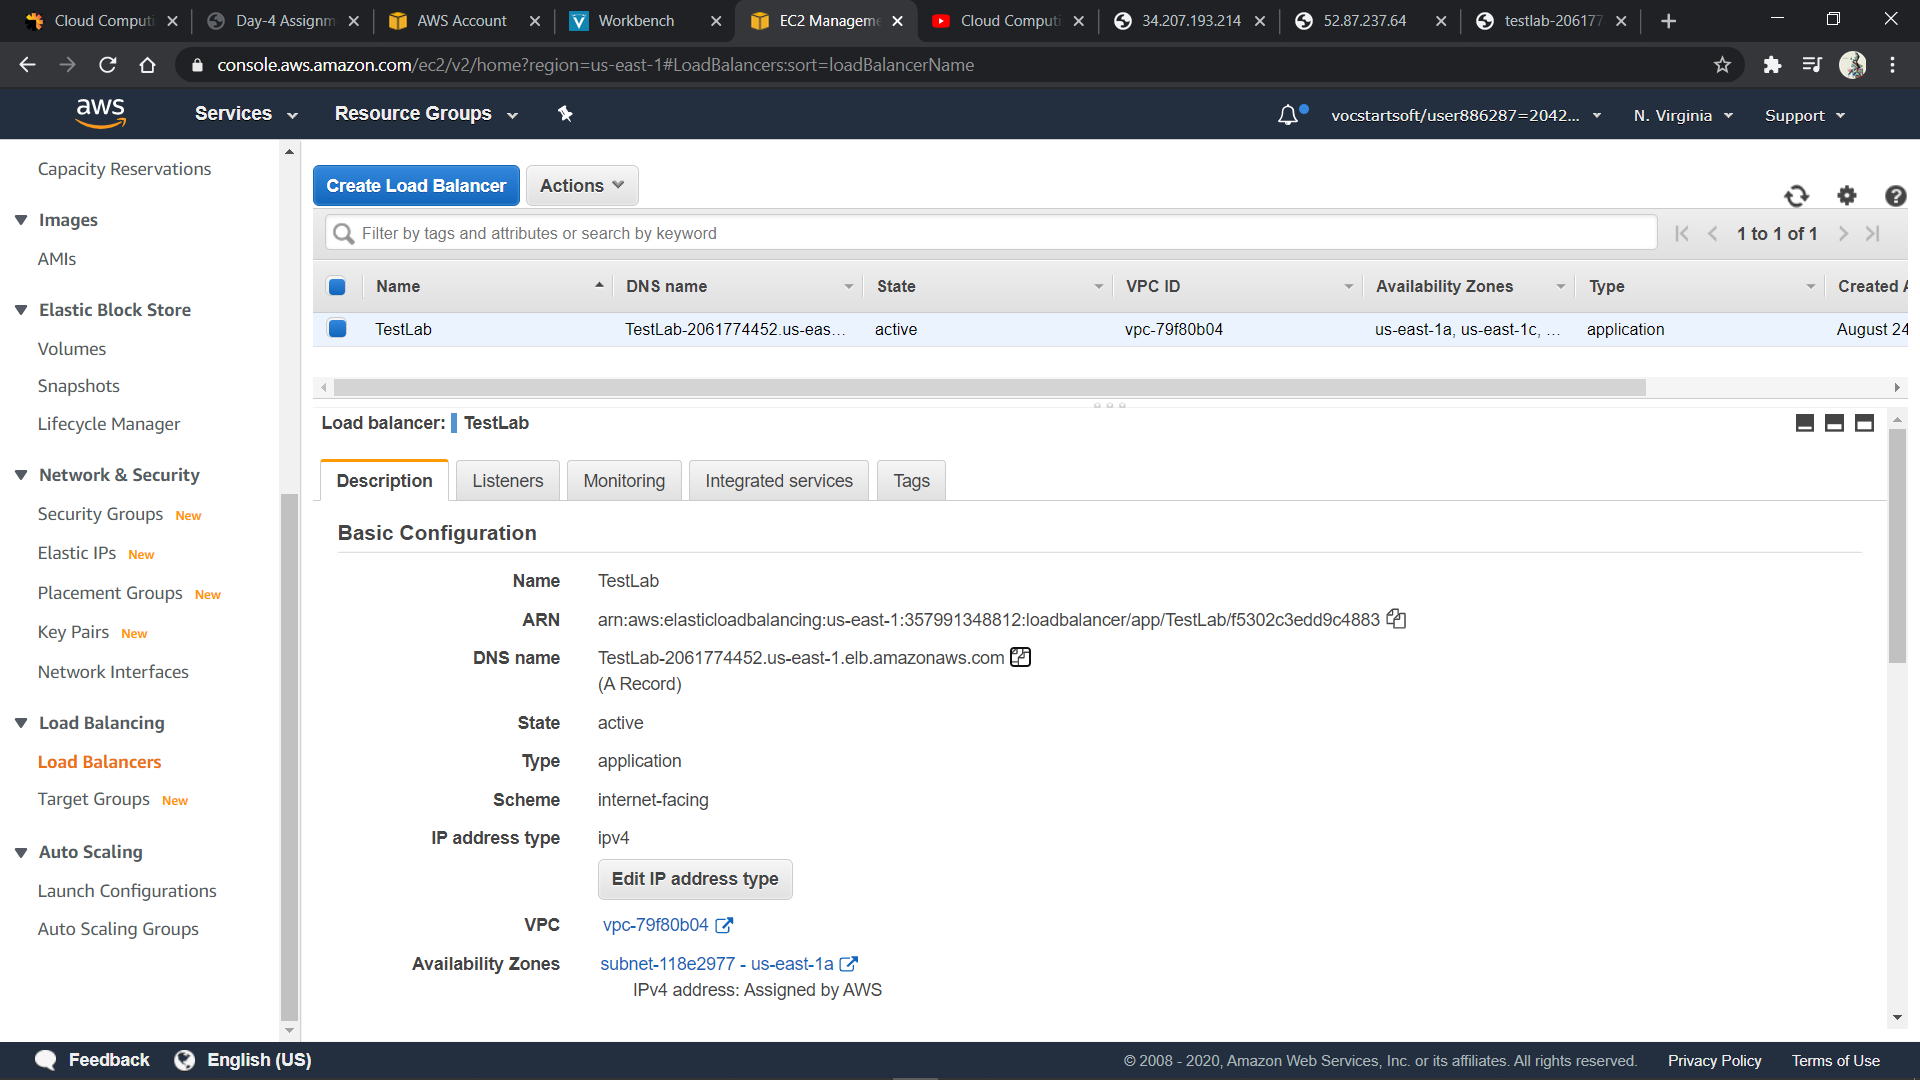 Cloud Computi
Day-4 Assignm
AWS Account
Workbench
EC2 Manageme
Cloud Computi
34.207.193.214
52.87.237.64
testlab-206177
console.aws.amazon.com/ec2/v2/home?region=us-east-1#LoadBalancers:sort=loadBalancerName
aws
Services
Resource Groups
vocstartsoft/user886287=2042...
N. Virginia
Support
Capacity Reservations
Images
AMIs
Elastic Block Store
Volumes
Snapshots
Lifecycle Manager
Network & Security
Security Groups New
Elastic IPs New
Placement Groups New
Key Pairs New
Network Interfaces
Load Balancing
Load Balancers
Target Groups New
Auto Scaling
Launch Configurations
Auto Scaling Groups
Create Load Balancer
Actions
Filter by tags and attributes or search by keyword
1 to 1 of 1
Name DNS name State VPC ID Availability Zones Type Created A
TestLab TestLab-2061774452.us-eas... active vpc-79f80b04 us-east-1a, us-east-1c, ... application August 24
Load balancer: TestLab
Description Listeners Monitoring Integrated services Tags
Basic Configuration
Name TestLab
ARN arn:aws:elasticloadbalancing:us-east-1:357991348812:loadbalancer/app/TestLab/f5302c3edd9c4883
DNS name TestLab-2061774452.us-east-1.elb.amazonaws.com
(A Record)
State active
Type application
Scheme internet-facing
IP address type ipv4
Edit IP address type
VPC vpc-79f80b04
Availability Zones subnet-118e2977 - us-east-1a
IPv4 address: Assigned by AWS
Feedback
English (US)
© 2008 - 2020, Amazon Web Services, Inc. or its affiliates. All rights reserved.
Privacy Policy
Terms of Use